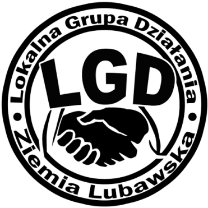 • Lokalna Grupa Działania •
LGD
Ziemia Lubawska